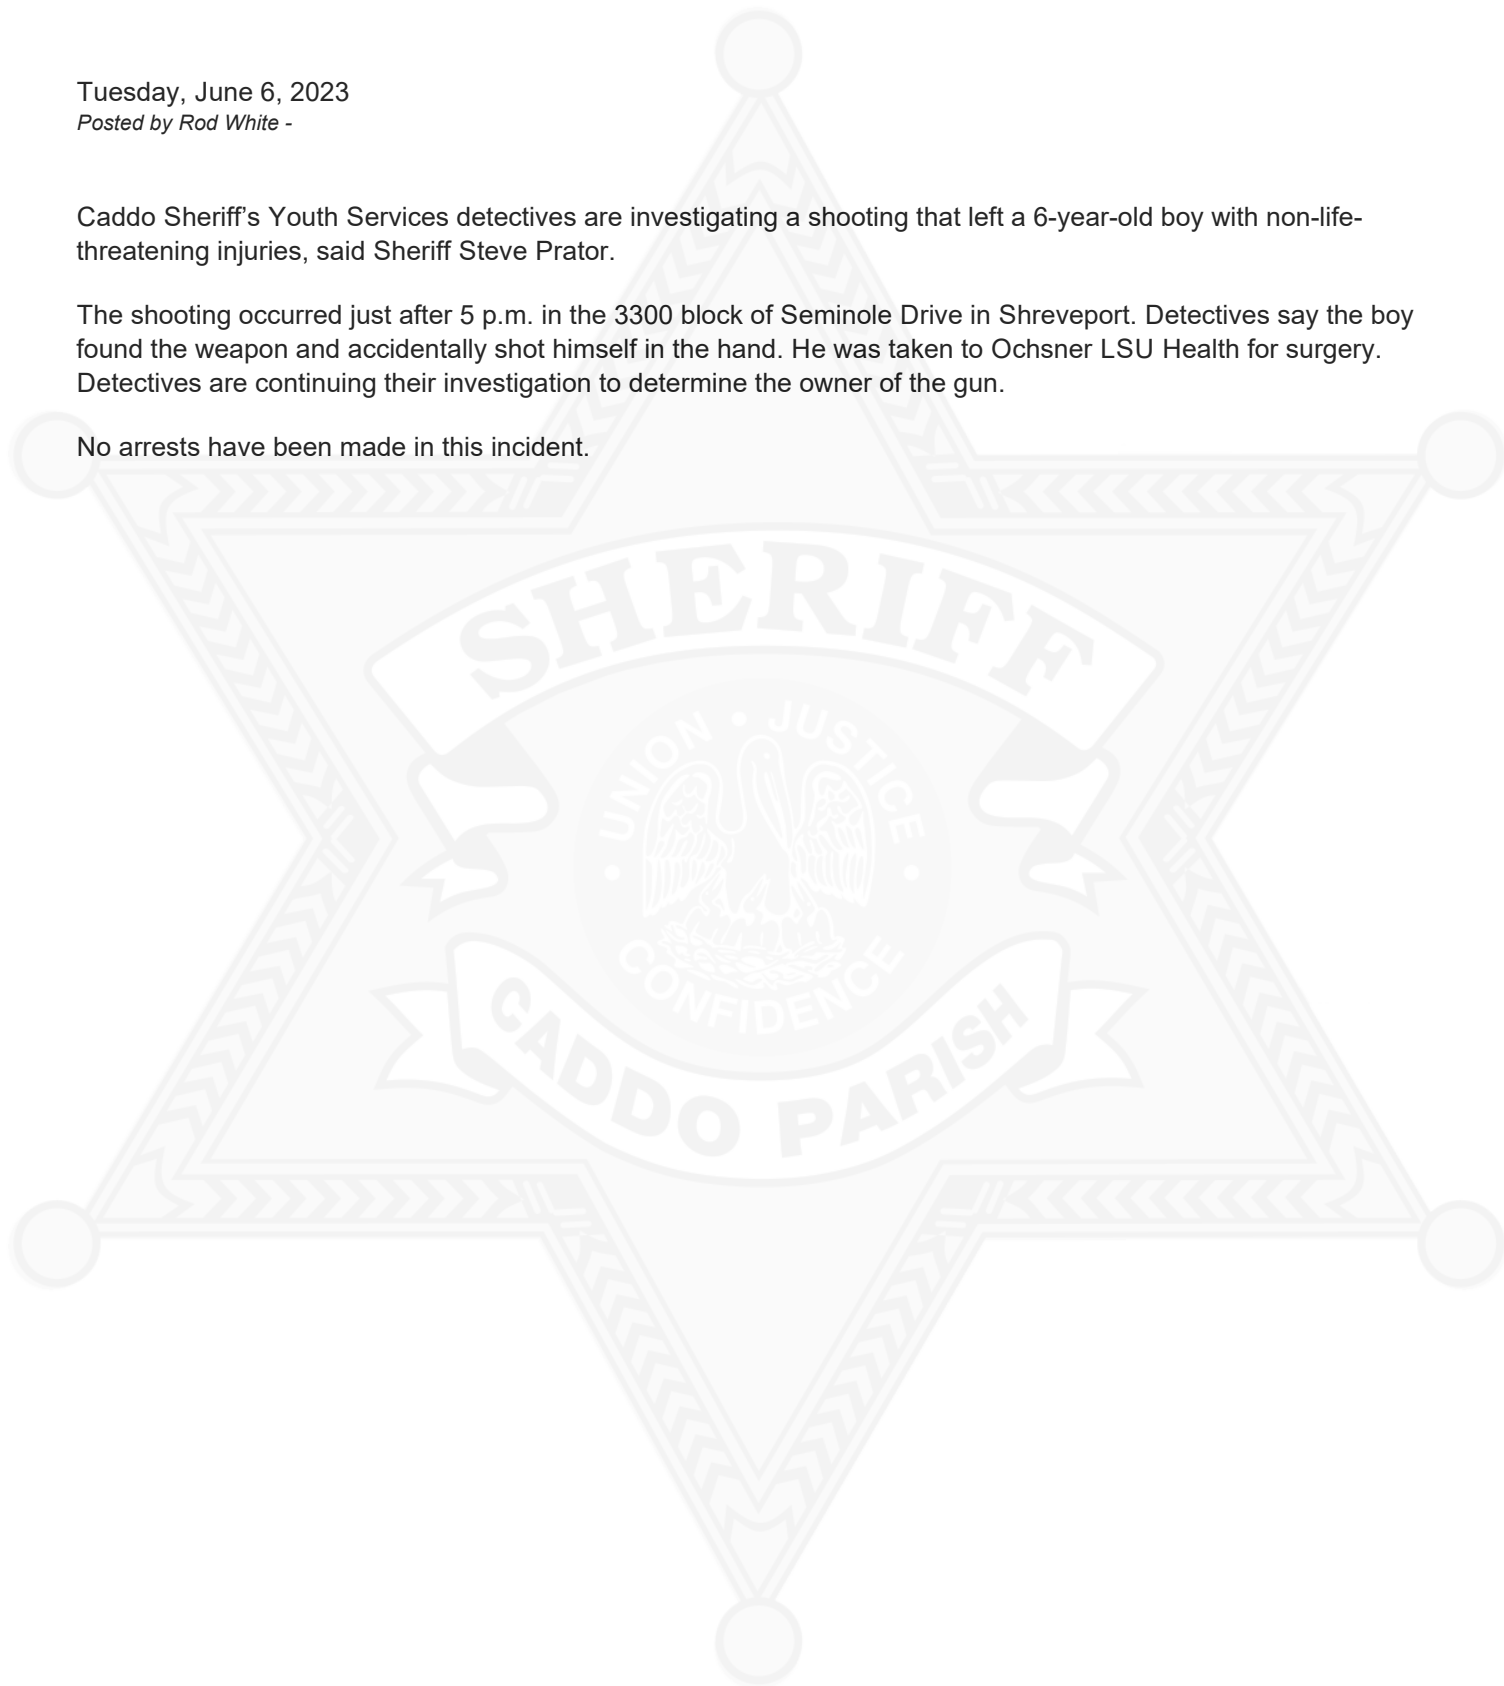 Tuesday, June 6, 2023
Posted by Rod White -
Caddo Sheriff’s Youth Services detectives are investigating a shooting that left a 6-year-old boy with non-life-
threatening injuries, said Sheriff Steve Prator.
The shooting occurred just after 5 p.m. in the 3300 block of Seminole Drive in Shreveport. Detectives say the boy
found the weapon and accidentally shot himself in the hand. He was taken to Ochsner LSU Health for surgery.
Detectives are continuing their investigation to determine the owner of the gun.
No arrests have been made in this incident.
SHERIFF
UNION • JUSTICE
• CONFIDENCE •
CADDO PARISH